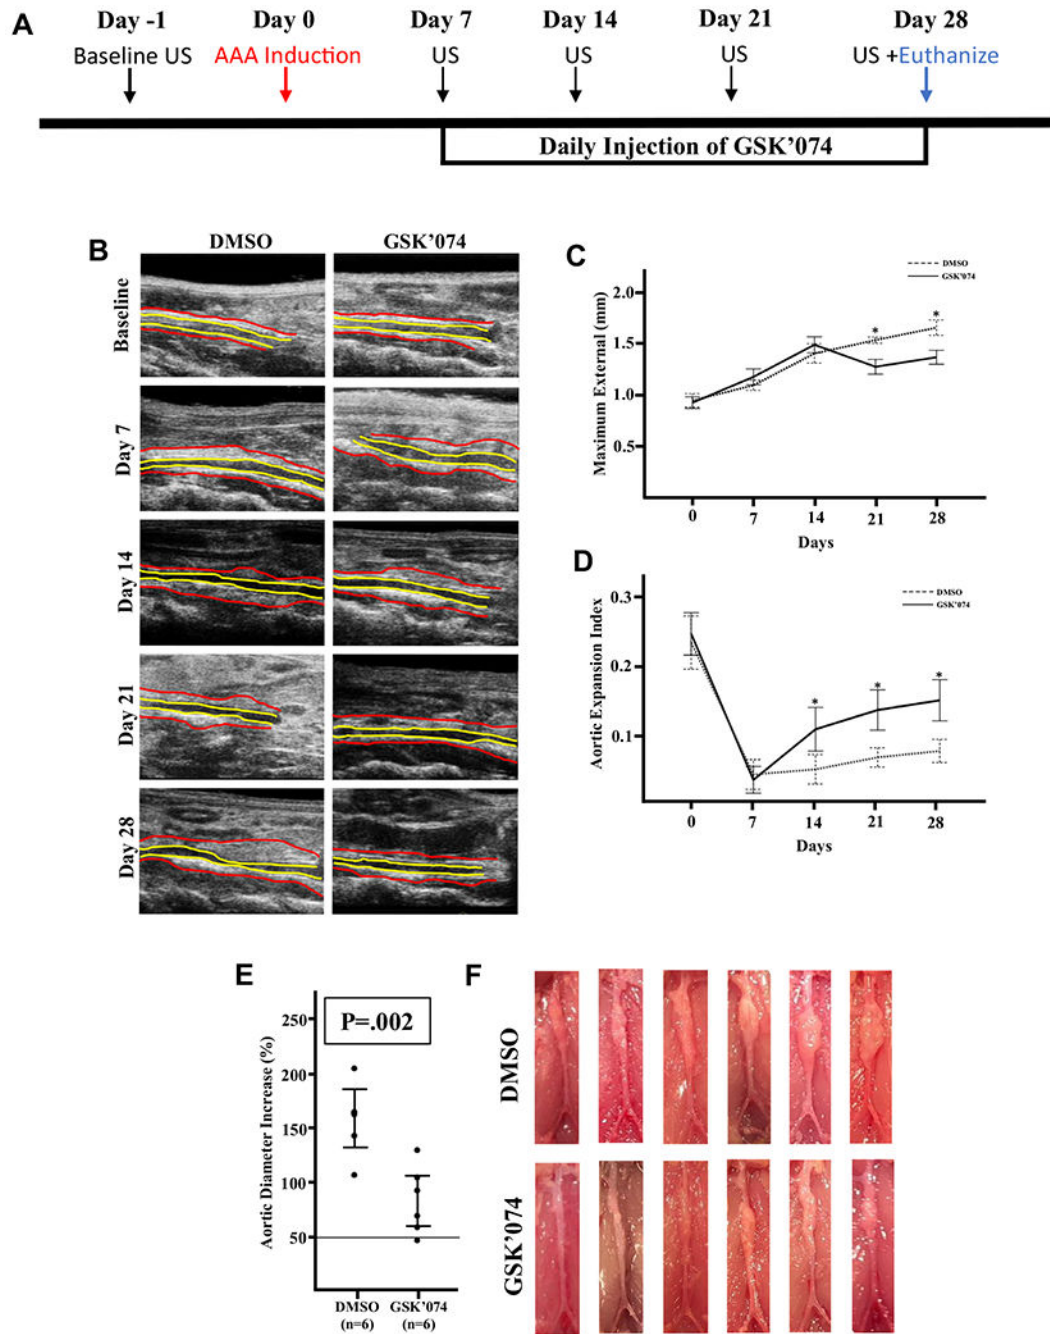 A
Day -1
Day 0
Day 7
Day 14
Day 21
Day 28
Baseline US
AAA Induction
US
US
US
US +Euthanize
Daily Injection of GSK'074
B
DMSO
GSK'074
Baseline
Day 7
Day 14
Day 21
Day 28
C
DMSO
GSK'074
Maximum External (mm)
2.0
1.5
1.0
0.5
*
*
0
7
14
21
28
Days
D
DMSO
GSK'074
Aortic Expansion Index
0.3
0.2
0.1
*
*
*
0
7
14
21
28
Days
E
P=.002
Aortic Diameter Increase (%)
250
200
150
100
50
0
DMSO
(n=6)
GSK'074
(n=6)
F
DMSO
GSK'074